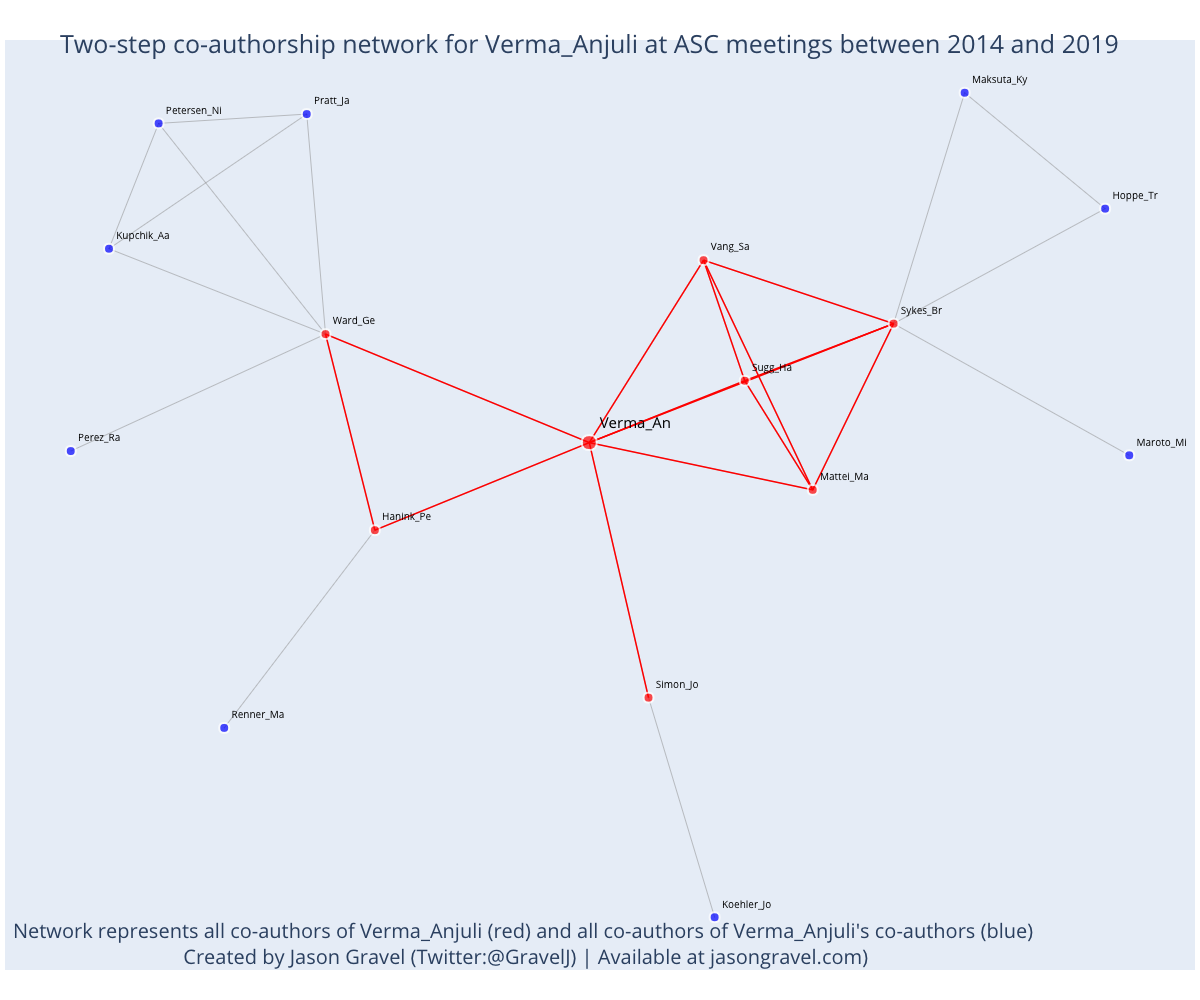 Two-step co-authorship network for Verma_Anjuli at ASC meetings between 2014 and 2019
Maksuta_Ky
Pratt_Ja
Petersen_Ni
Hoppe_Tr
Kupchik_Aa
Vang_Sa
Sykes_Br
Ward_Ge
Sugg_Ha
Verma_An
Perez_Ra
Maroto_Mi
Mattei_Ma
Hanink_Pe
Simon_Jo
Renner_Ma
Koehler_Jo
Network represents all co-authors of Verma_Anjuli (red) and all co-authors of Verma_Anjuli's co-authors (blue)
Created by Jason Gravel (Twitter:@GravelJ) | Available at jasongravel.com)